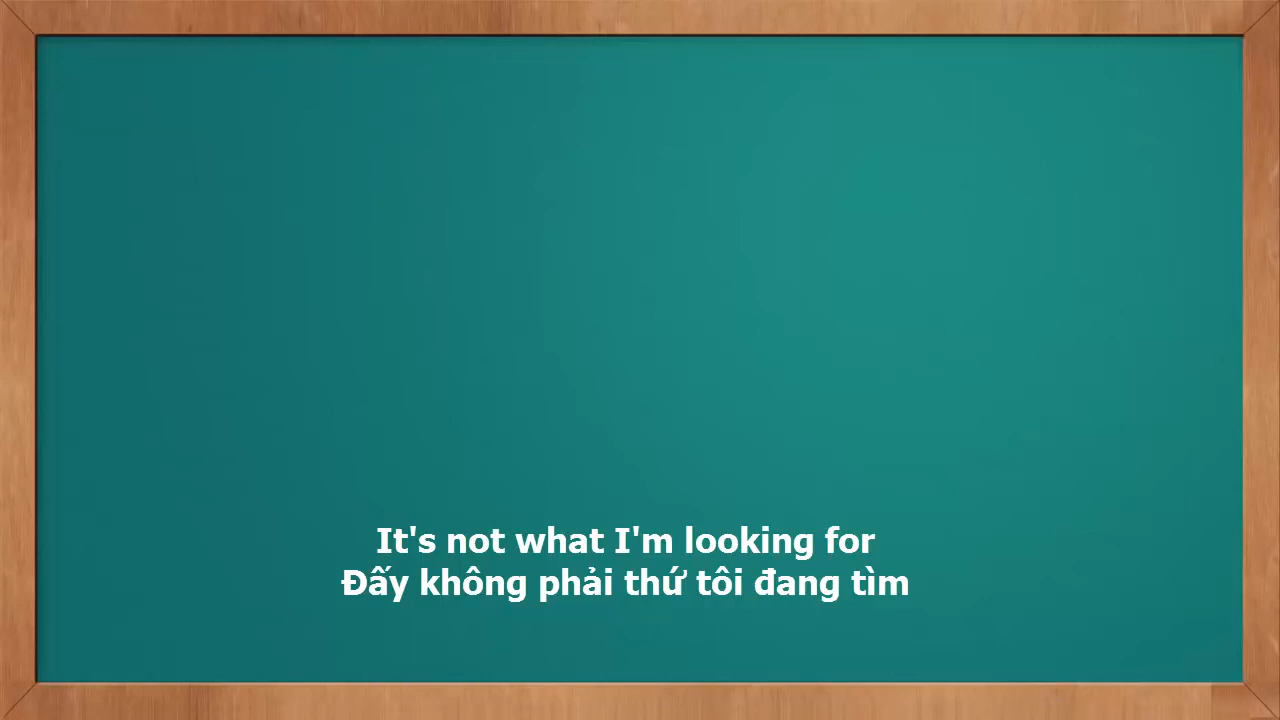 It's not what I'm looking for
Đấy không phải thứ tôi đang tìm